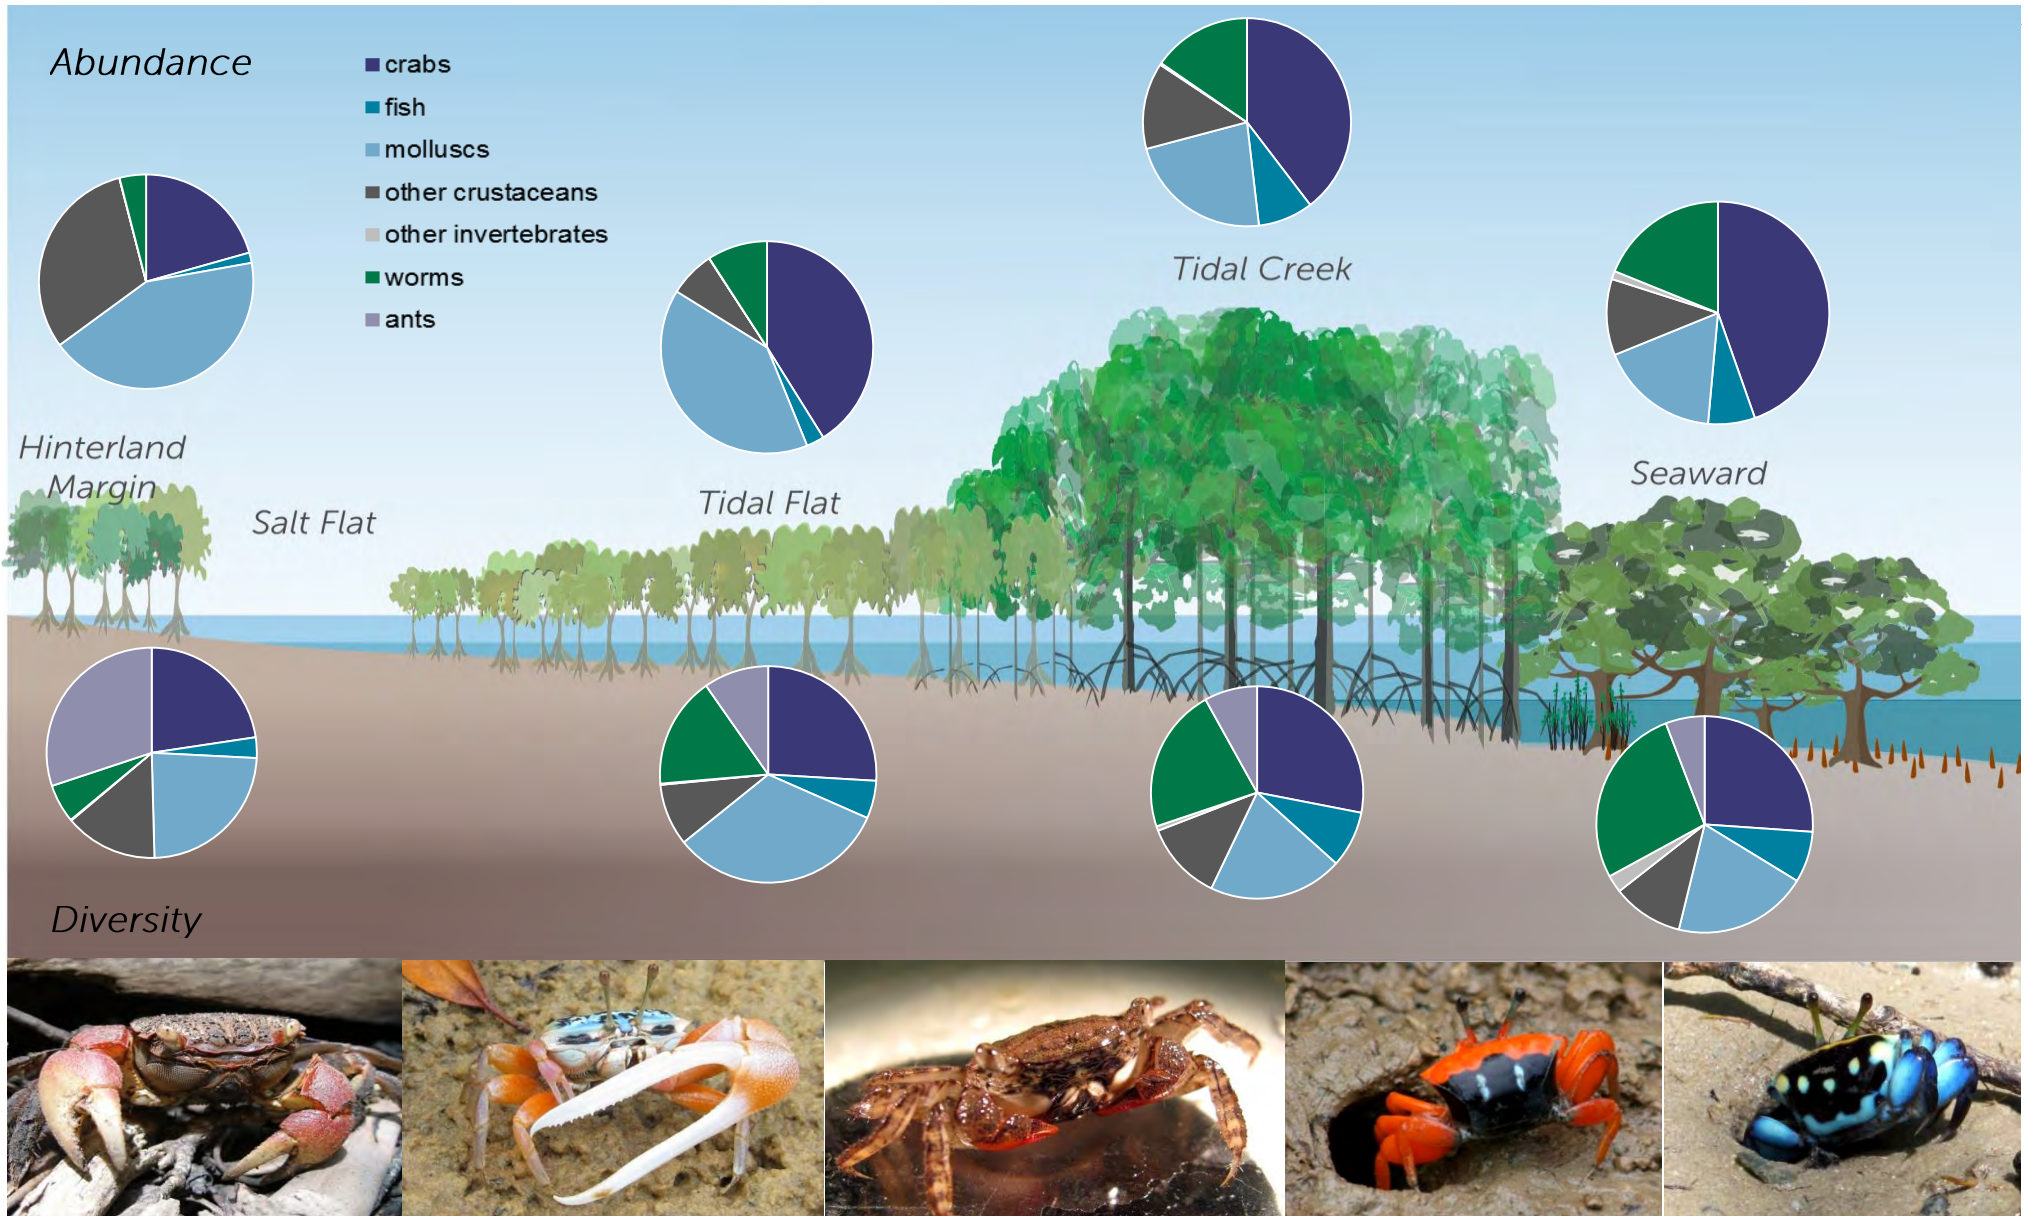 Abundance
crabs
fish
molluscs
other crustaceans
other invertebrates
worms
ants
Tidal Creek
Hinterland
Margin
Salt Flat
Tidal Flat
Seaward
Diversity